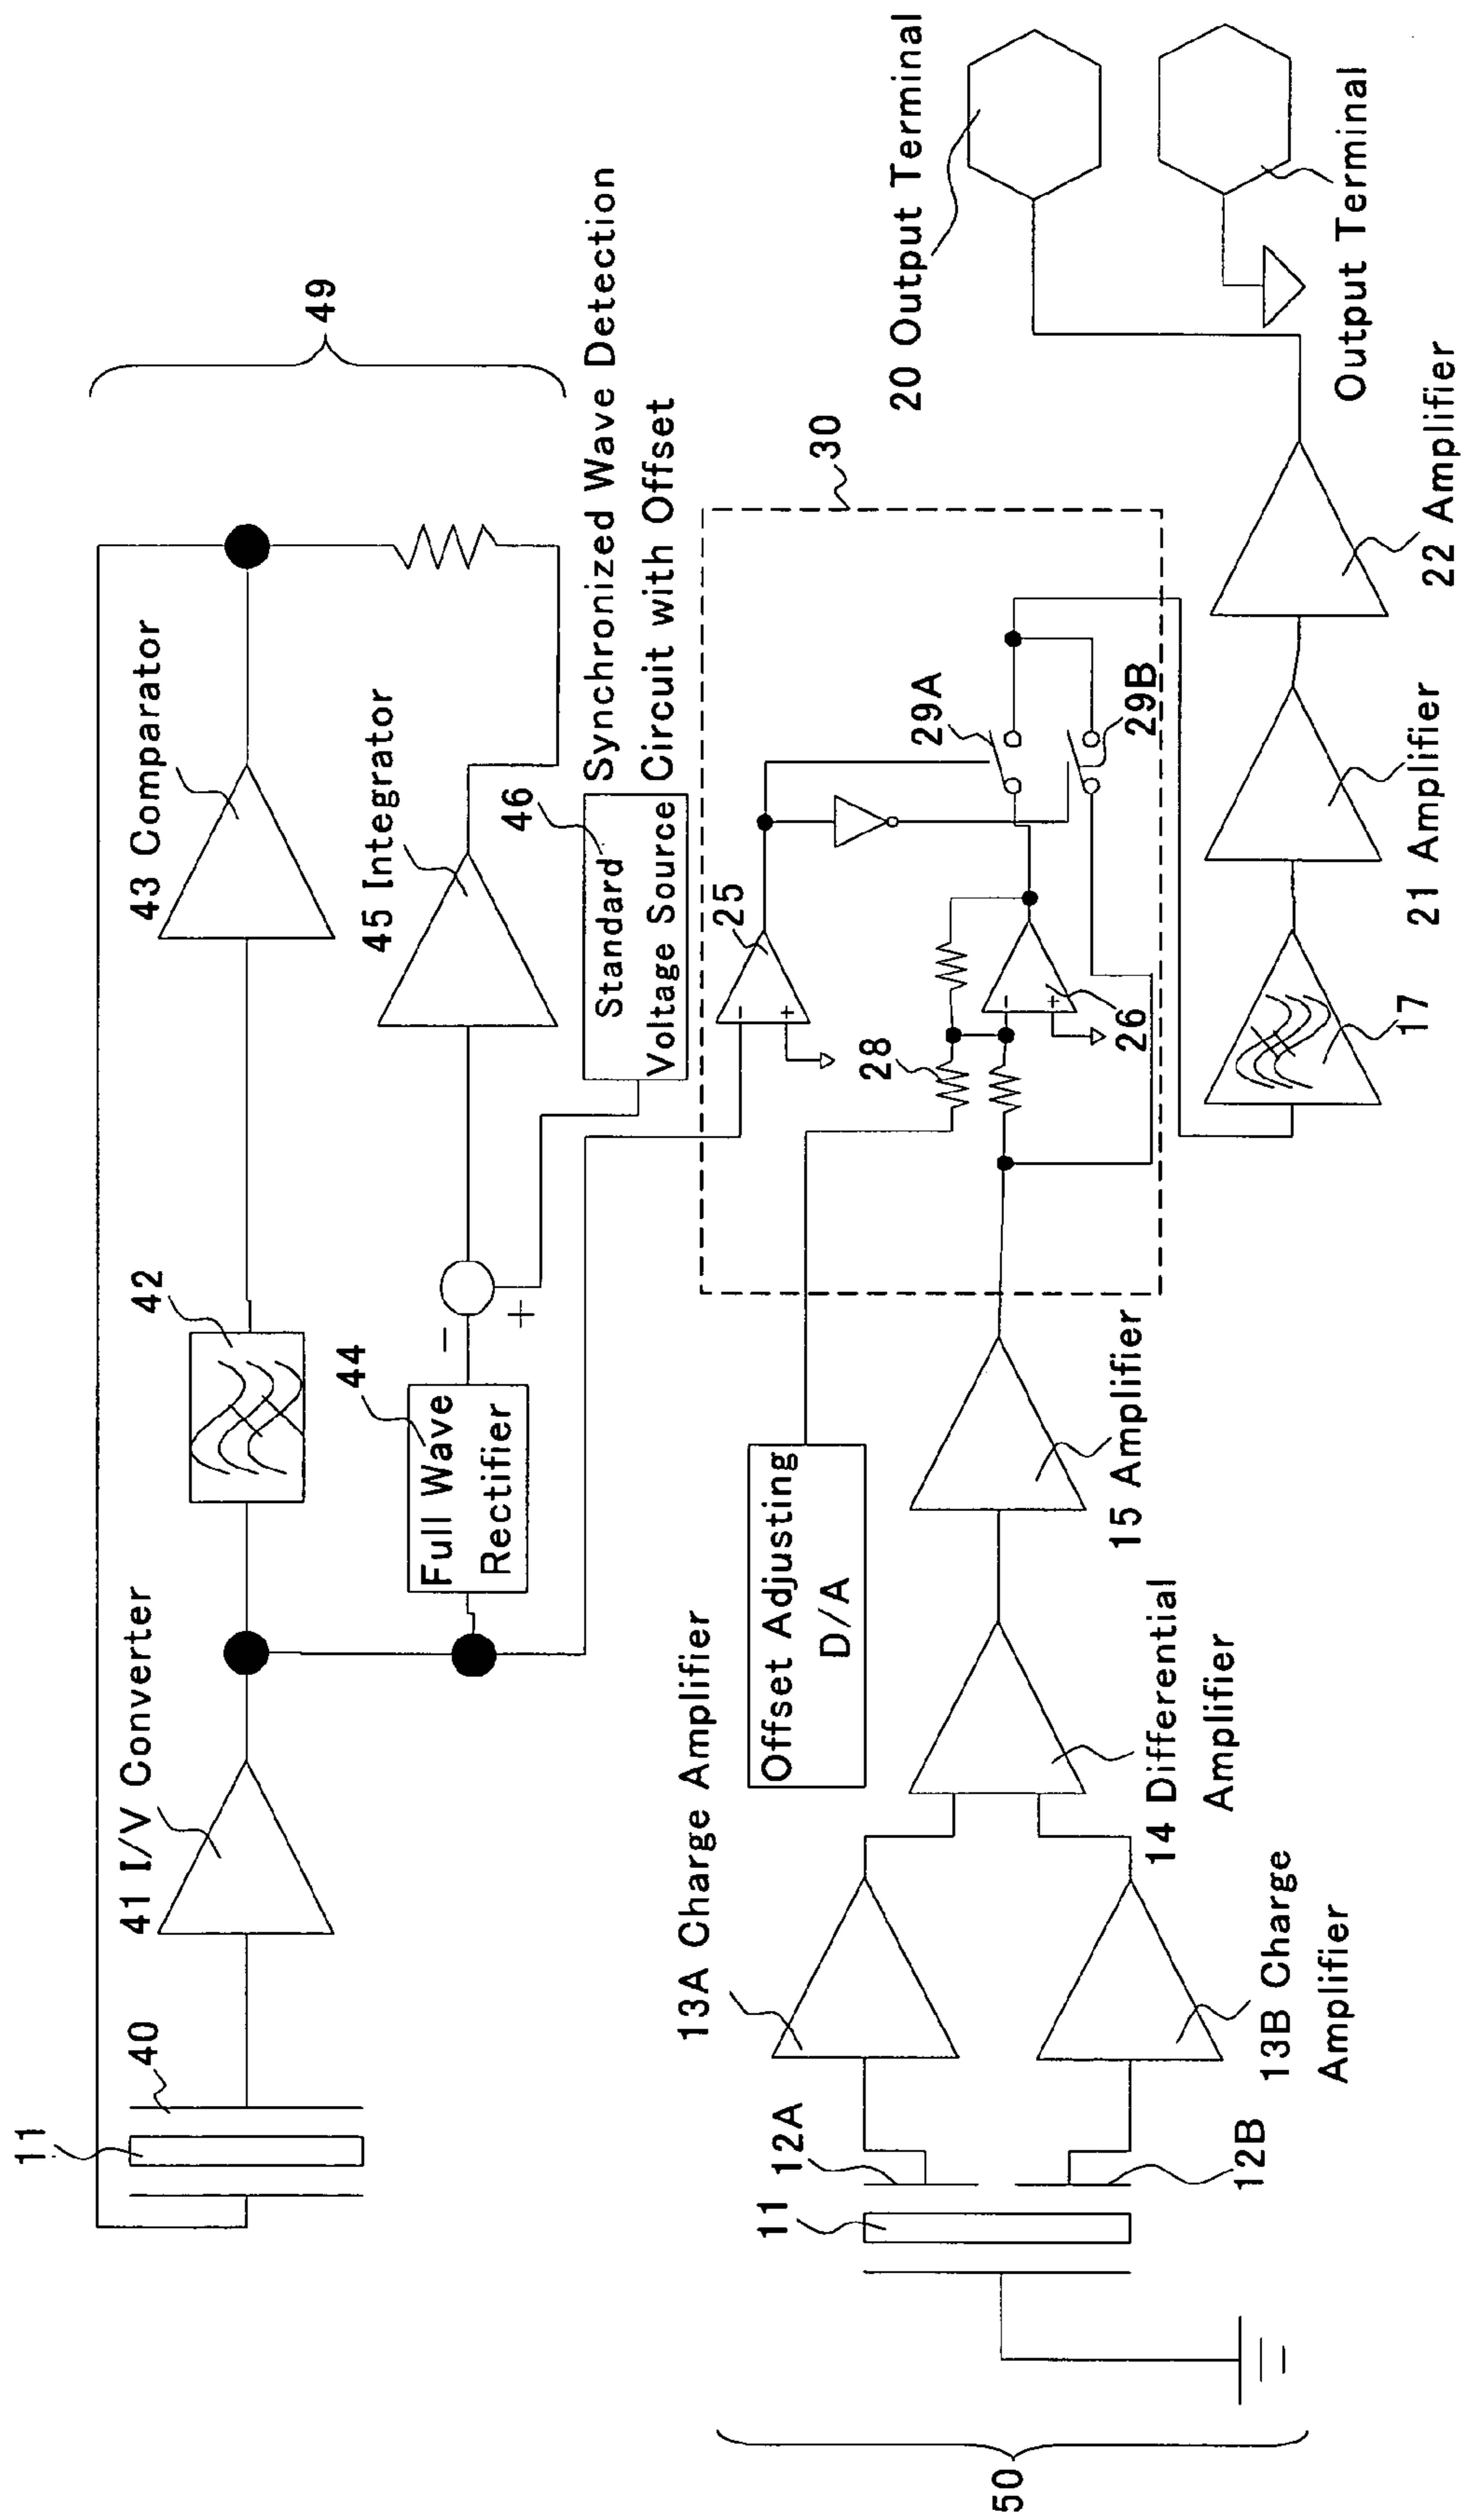 11
40
41 I/V Converter
42
43 Comparator
49
44
Full Wave
Rectifier
−
+
45 Integrator
46
Standard
Voltage Source
Synchronized Wave Detection
Circuit with Offset
30
25
−
+
28
26
−
+
29A
29B
Offset Adjusting
D/A
50
11
12A
12B
13A Charge Amplifier
13B Charge
Amplifier
14 Differential
Amplifier
15 Amplifier
17
21 Amplifier
22 Amplifier
20 Output Terminal
Output Terminal